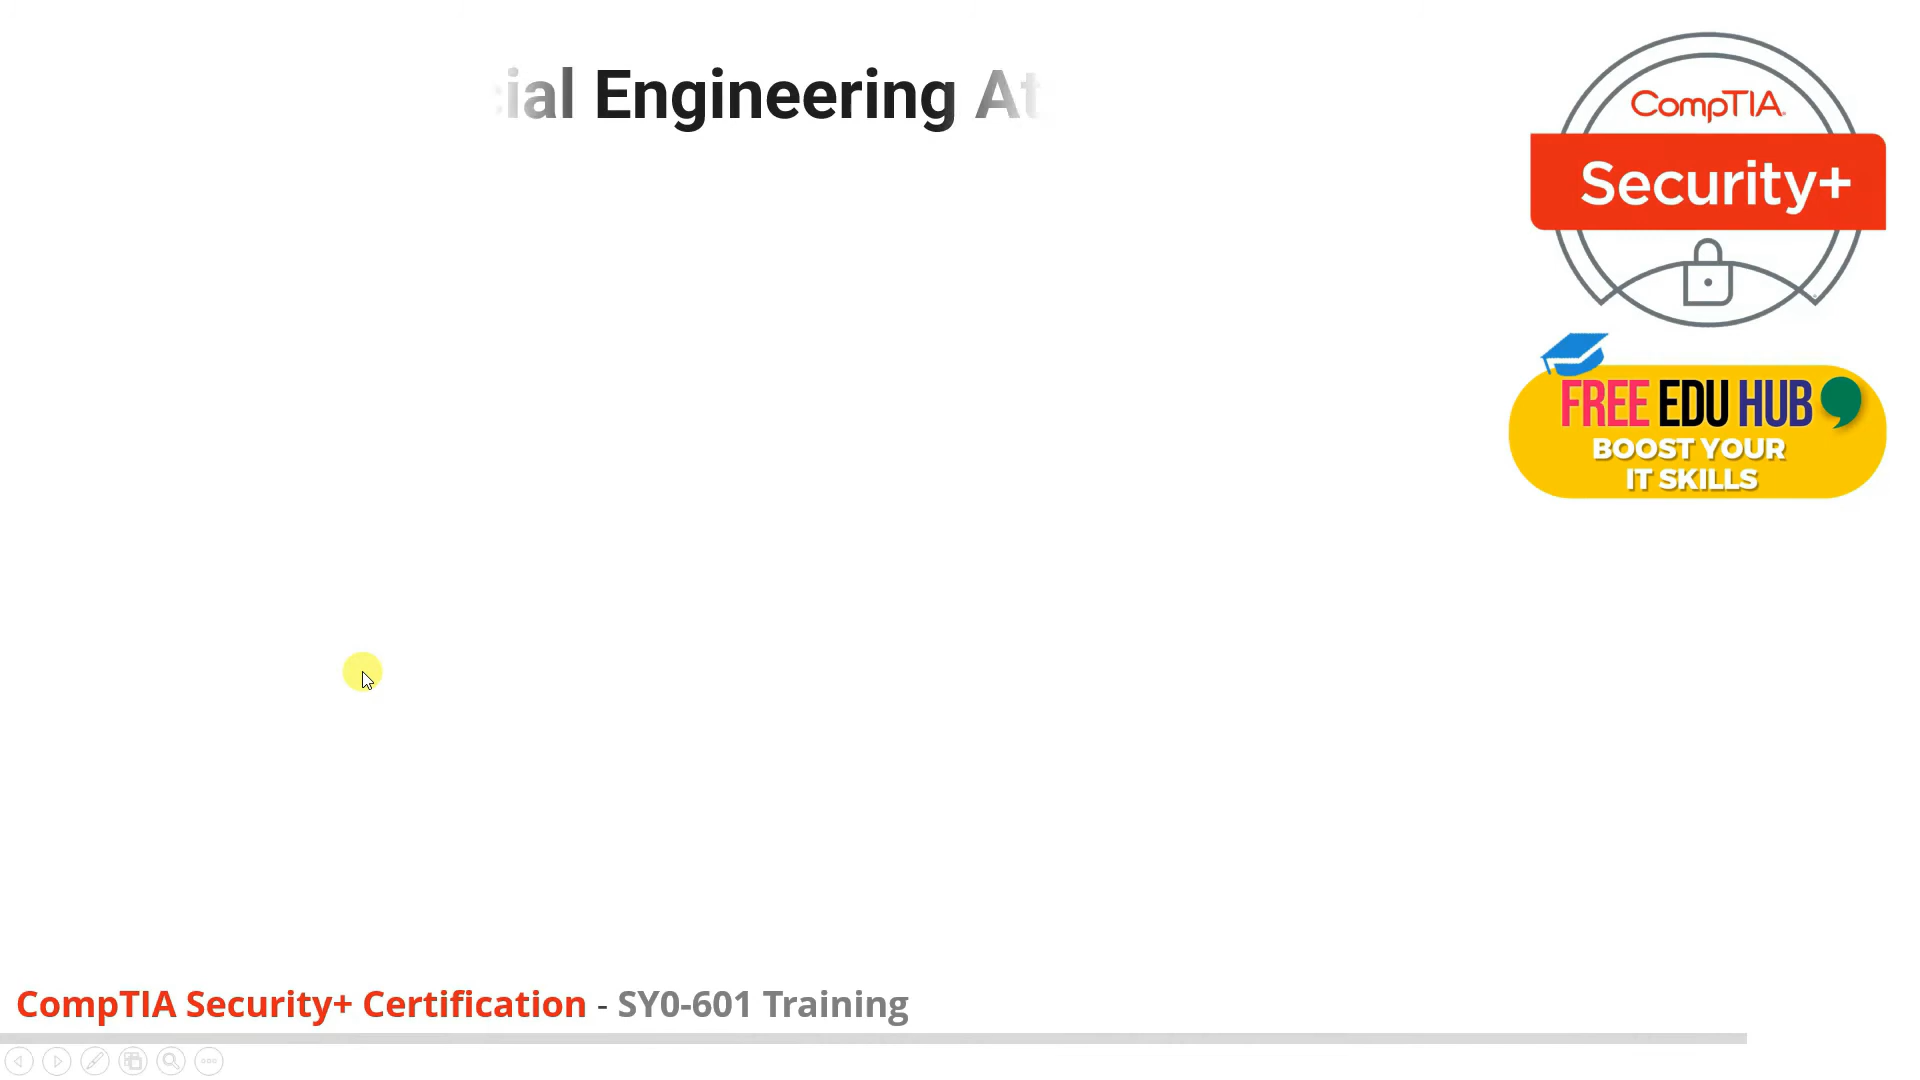 ial Engineering At
CompTIA
Security+
FREE EDU HUB
BOOST YOUR
IT SKILLS
CompTIA Security+ Certification - SY0-601 Training